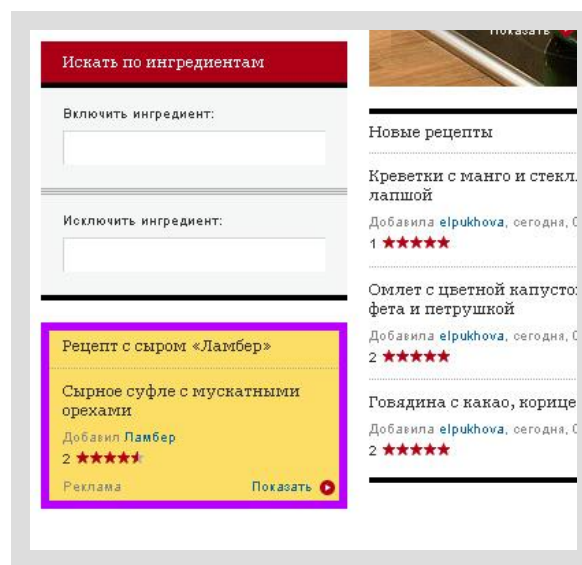 Показать
Искать по ингредиентам
Включить ингредиент:
Исключить ингредиент:
Рецепт с сыром «Ламбер»
Сырное суфле с мускатными
орехами
Добавил Ламбер
2
Реклама
Показать
Новые рецепты
Креветки с манго и стекл
лапшой
Добавила elpukhova, сегодня,
1
Омлет с цветной капусто
фета и петрушкой
Добавила elpukhova, сегодня,
2
Говядина с какао, корице
Добавила elpukhova, сегодня,
2